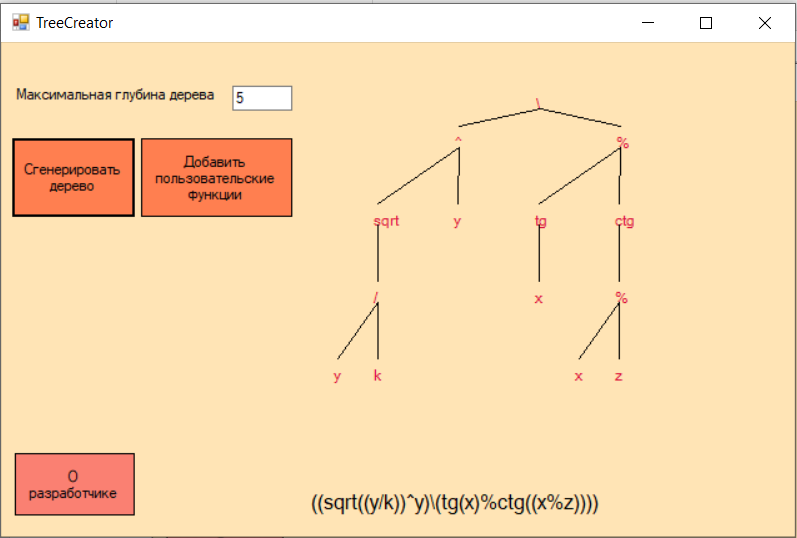 TreeCreator
Максимальная глубина дерева 5
Сгенерировать
дерево
Добавить
пользовательские
функции
\
^ %
sqrt y tg ctg
/ x %
y k x z
О
разработчике
((sqrt((y/k))^y)\(tg(x)%ctg((x%z))))